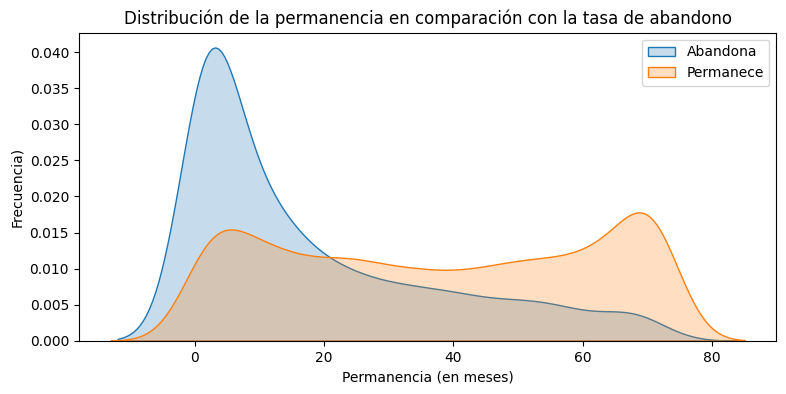 Distribución de la permanencia en comparación con la tasa de abandono
Abandona
Permanece
Frecuencia)
0.040
0.035
0.030
0.025
0.020
0.015
0.010
0.005
0.000
0
20
40
60
80
Permanencia (en meses)